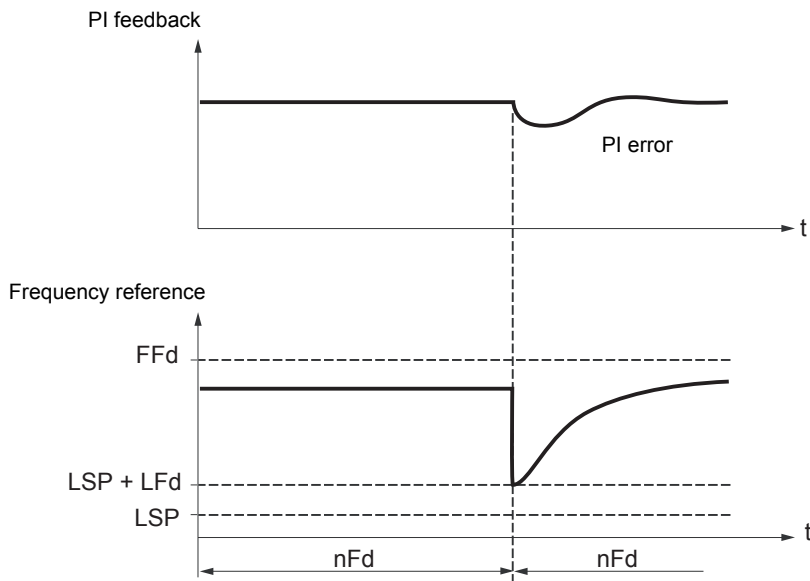 PI feedback
PI error
t
Frequency reference
FFd
LSP + LFd
LSP
t
nFd
nFd